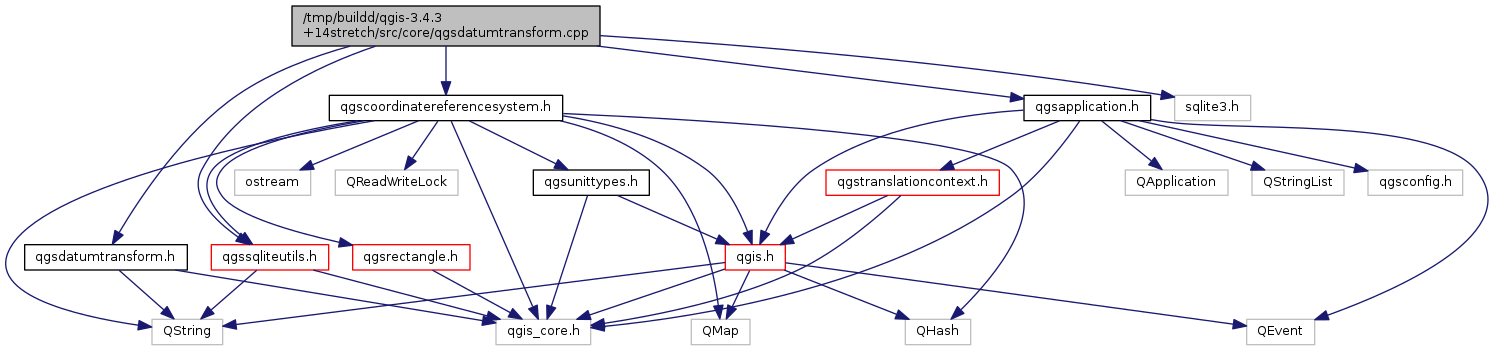 /tmp/buildd/qgis-3.4.3
+14stretch/src/core/qgsdatumtransform.cpp
qgscoordinatereferencesystem.h
qgsapplication.h
sqlite3.h
ostream
QReadWriteLock
qgsunittypes.h
qgstranslationcontext.h
QApplication
QStringList
qgsconfig.h
qgsdatumtransform.h
qgssqliteutils.h
qgsrectangle.h
qgis.h
QString
qgis_core.h
QMap
QHash
QEvent